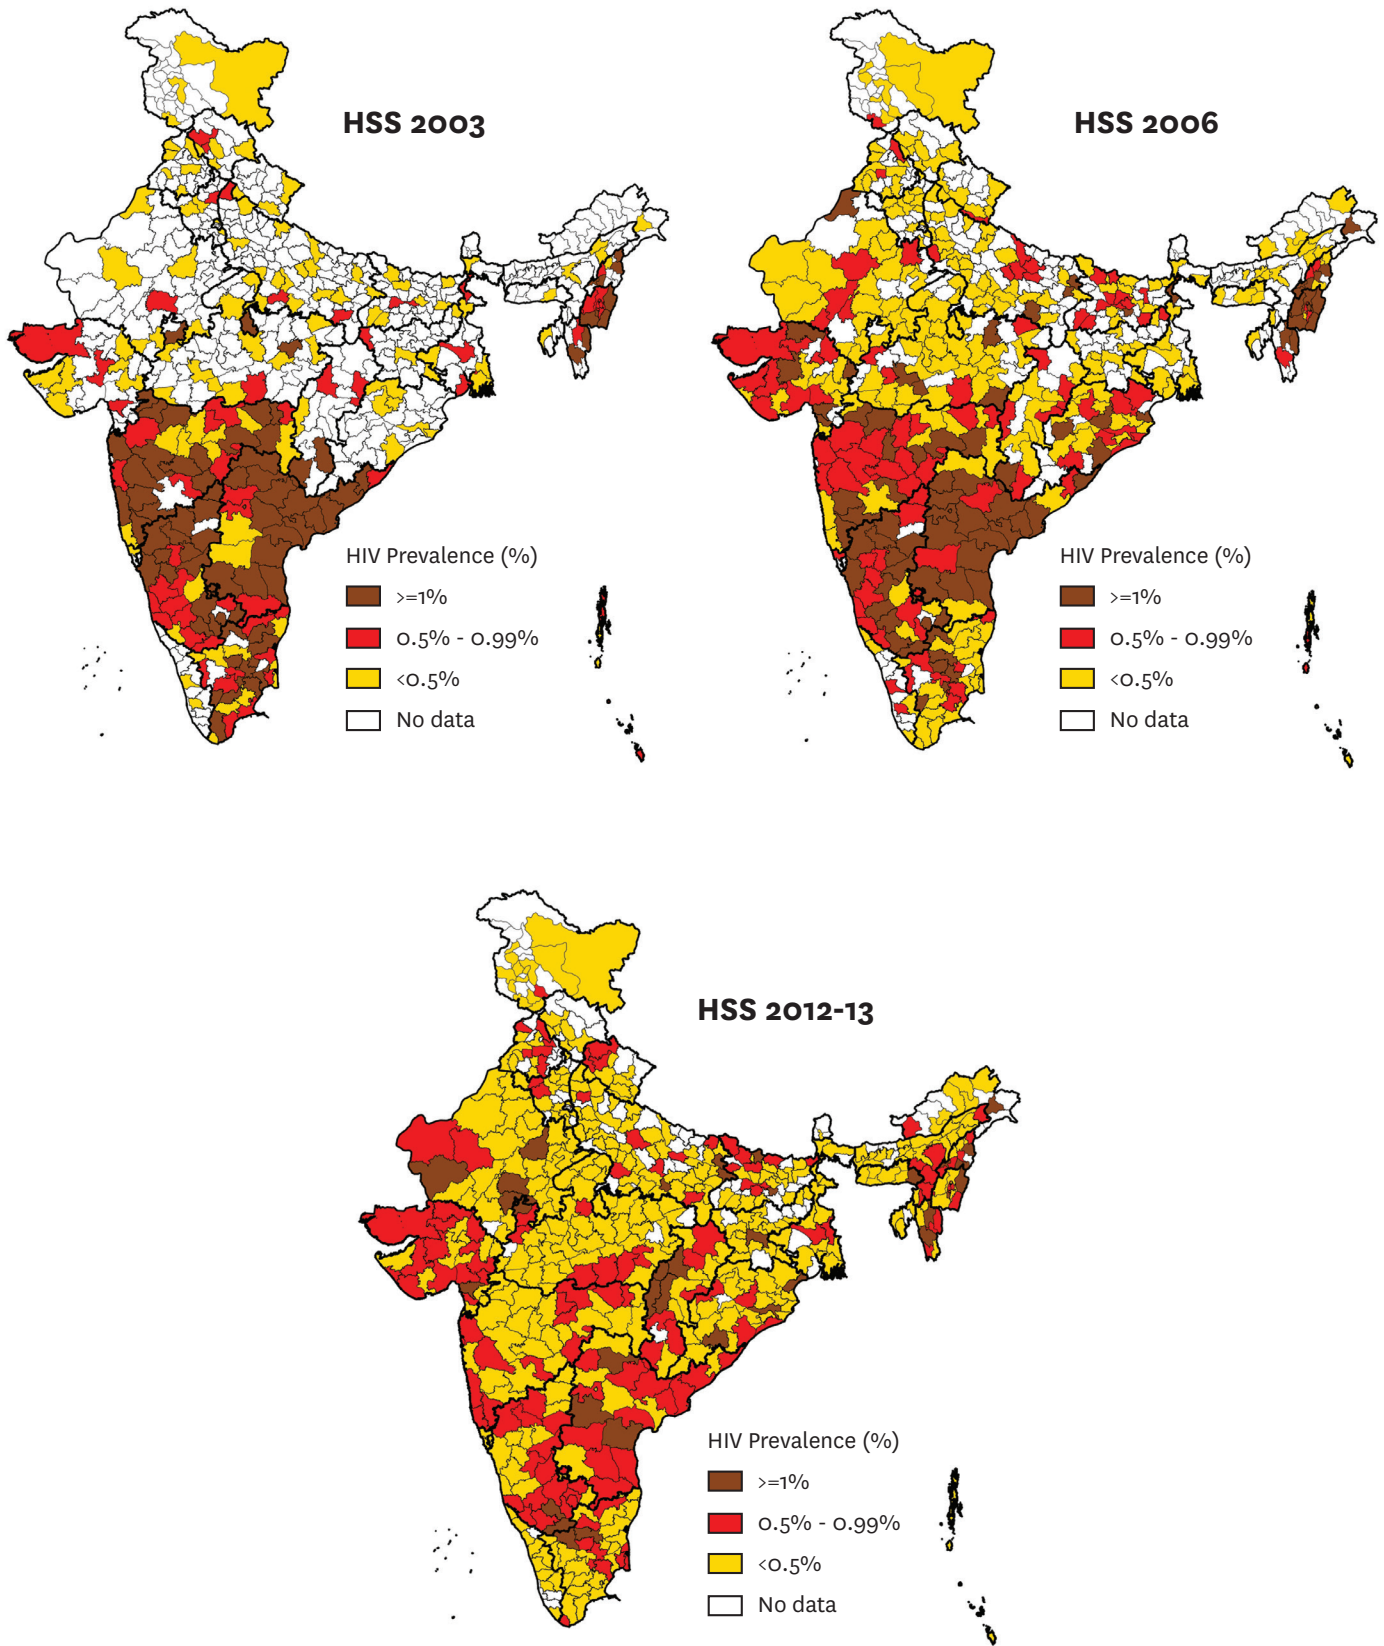 HSS 2003
HIV Prevalence (%)
>=1%
0.5% - 0.99%
<0.5%
No data
HSS 2006
HIV Prevalence (%)
>=1%
0.5% - 0.99%
<0.5%
No data
HSS 2012-13
HIV Prevalence (%)
>=1%
0.5% - 0.99%
<0.5%
No data